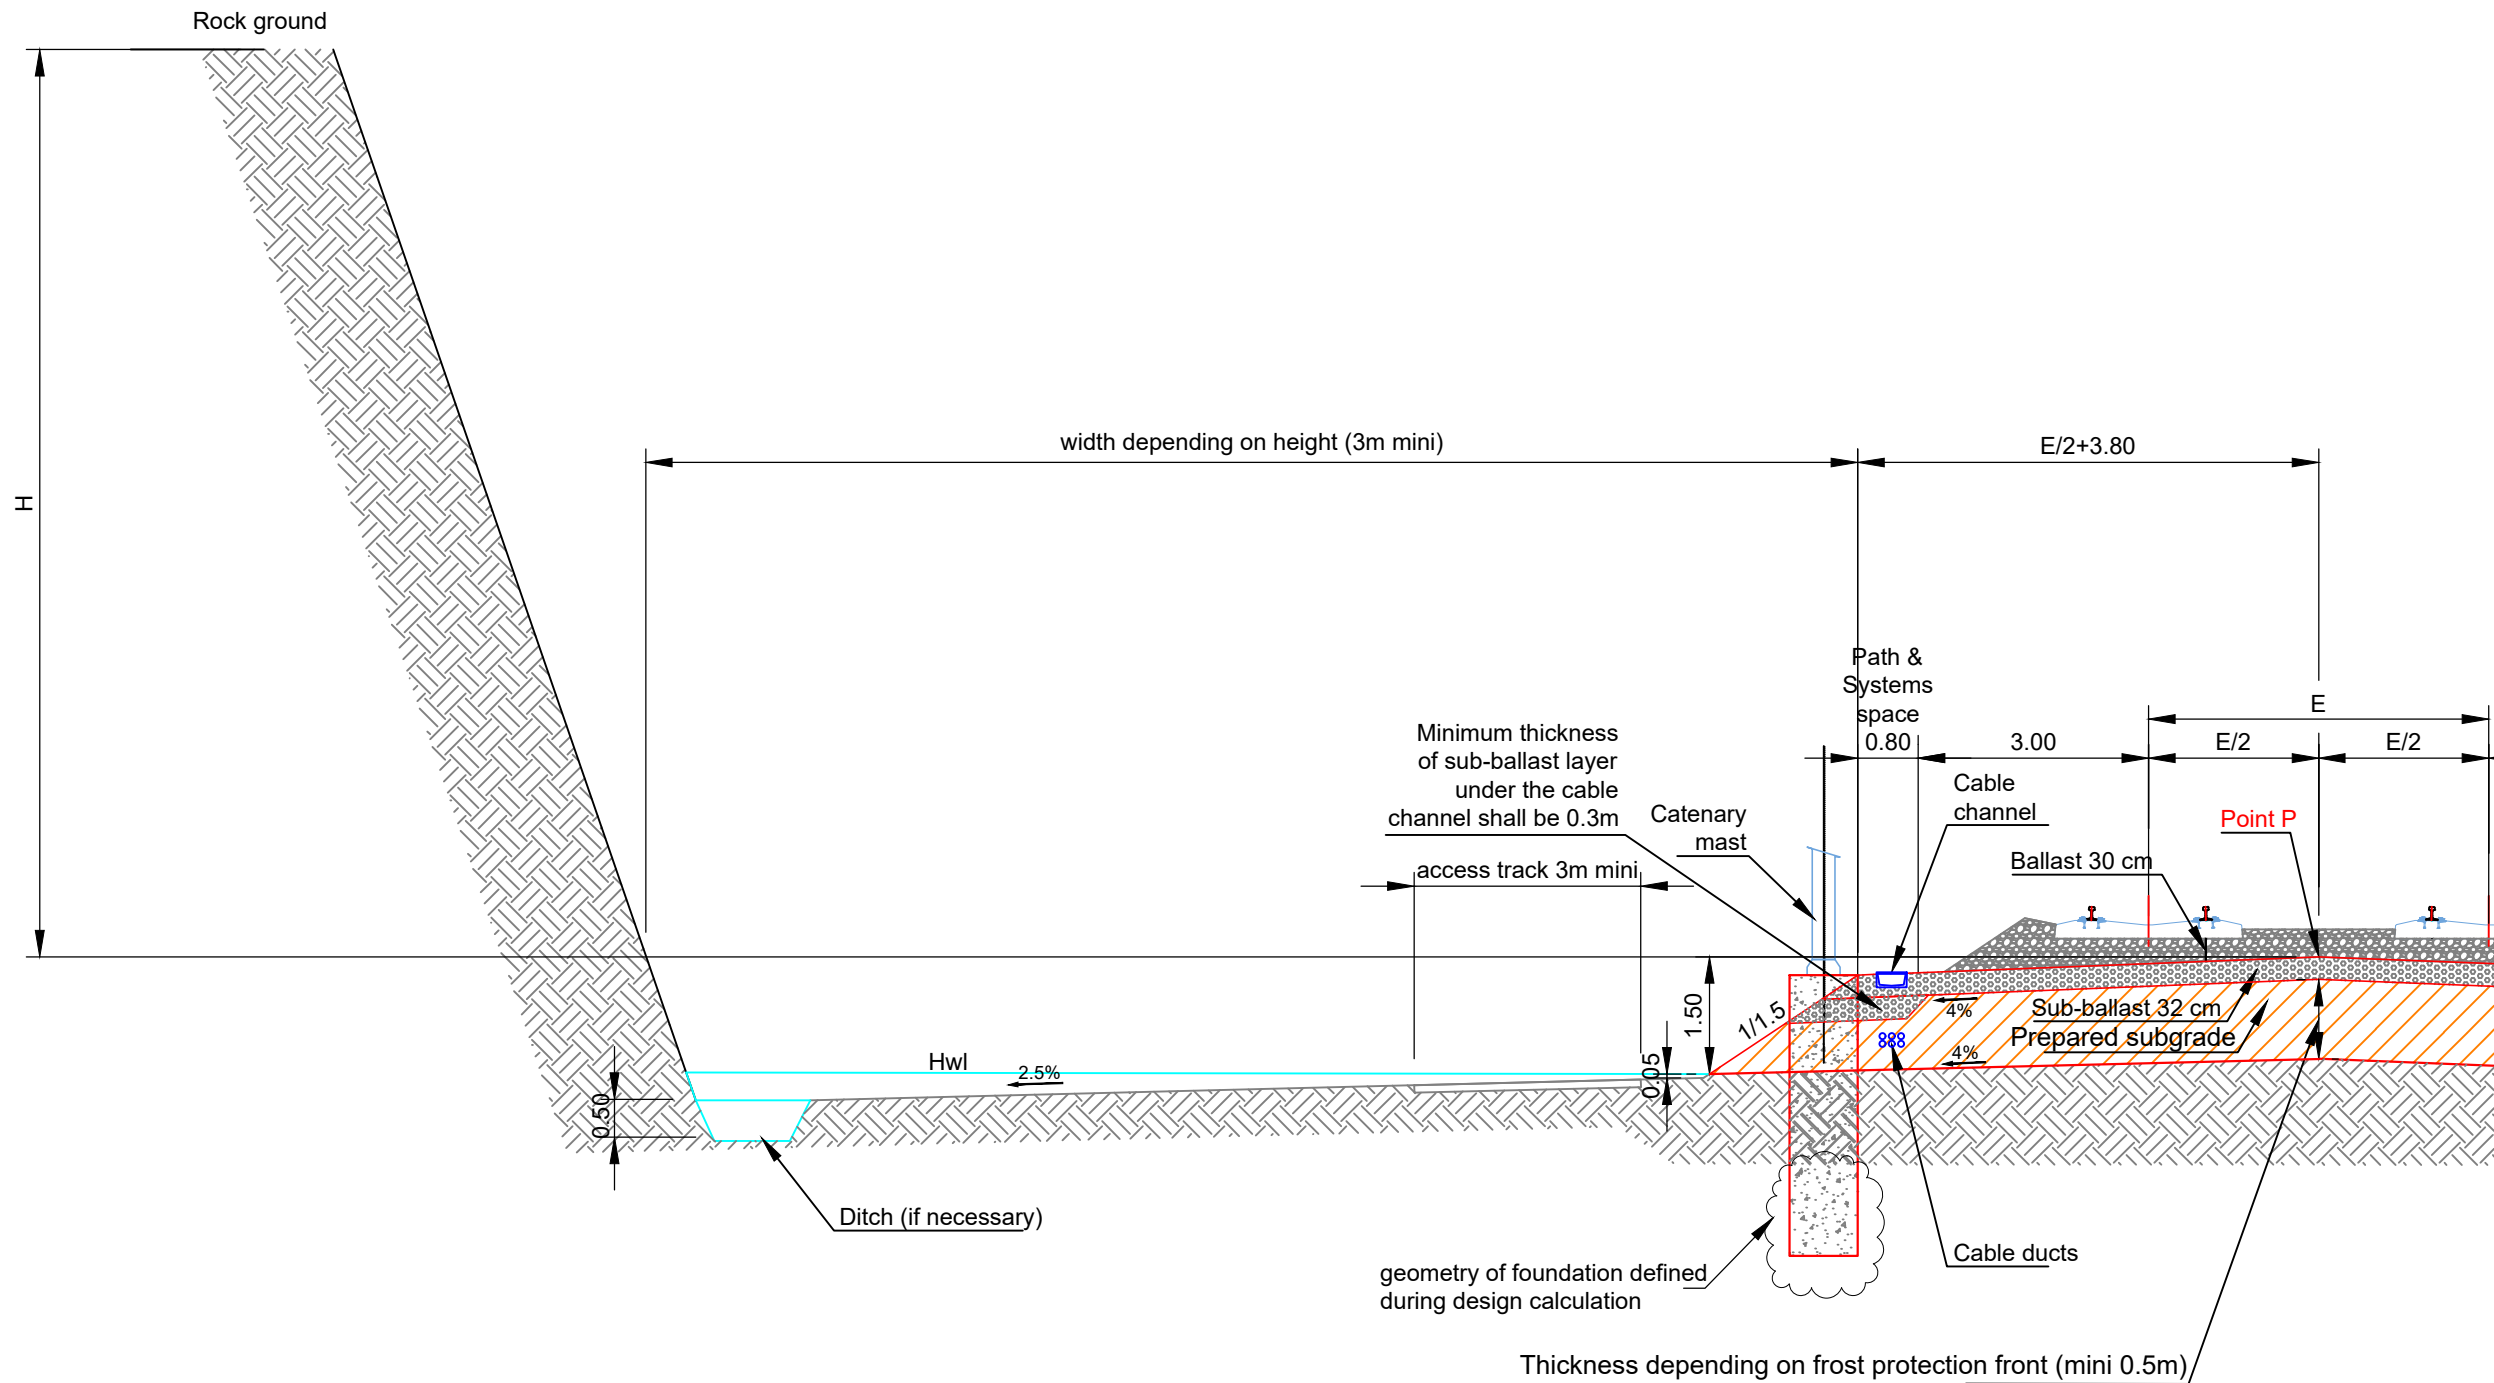 Rock ground
H
width depending on height (3m mini)
E/2+3.80
Path &
Systems
space
E
0.80
3.00
E/2
E/2
Minimum thickness
of sub-ballast layer
under the cable
channel shall be 0.3m
Catenary
mast
Cable
channel
Point P
Ballast 30 cm
access track 3m mini
1.50
1/1.5
4%
Sub-ballast 32 cm
Prepared subgrade
4%
Hwl
2.5%
0.05
0.50
Ditch (if necessary)
Cable ducts
geometry of foundation defined
during design calculation
Thickness depending on frost protection front (mini 0.5m)